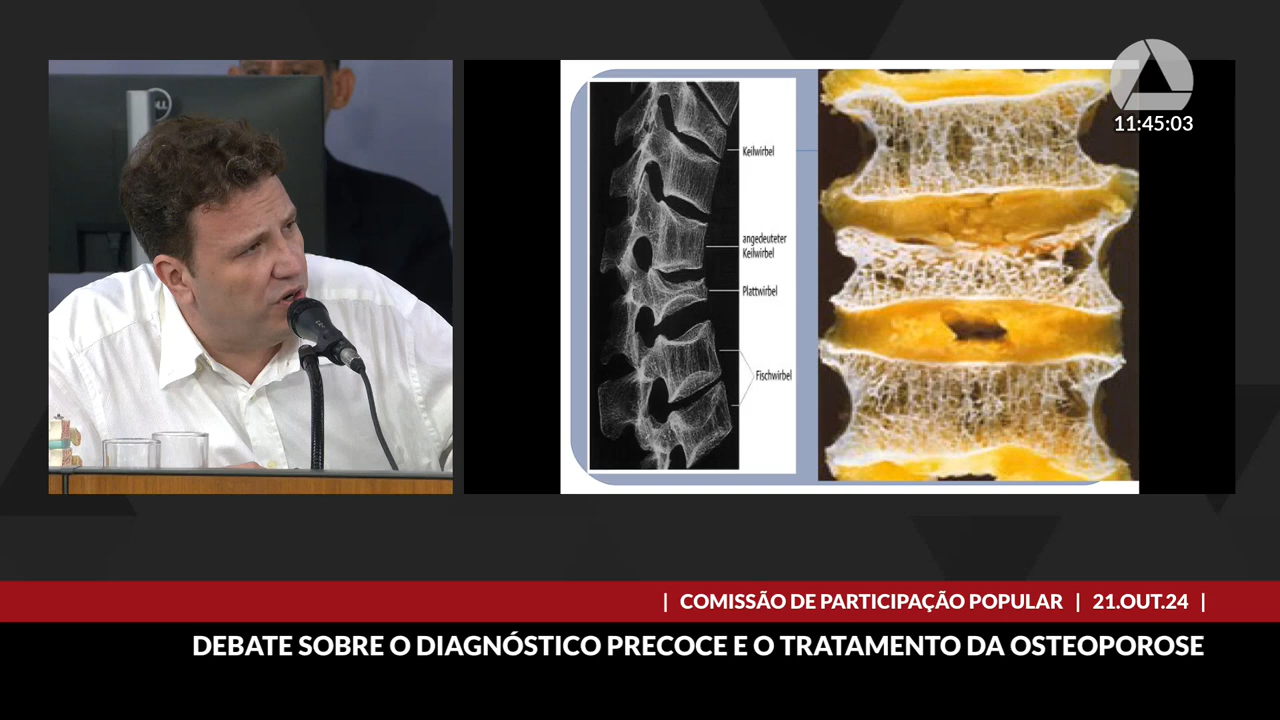 11:45:03
DELL
Keilwirbel
angedeuteter
Keilwirbel
Plattwirbel
Fischwirbel
| COMISSÃO DE PARTICIPAÇÃO POPULAR | 21.OUT.24 |
DEBATE SOBRE O DIAGNÓSTICO PRECOCE E O TRATAMENTO DA OSTEOPOROSE